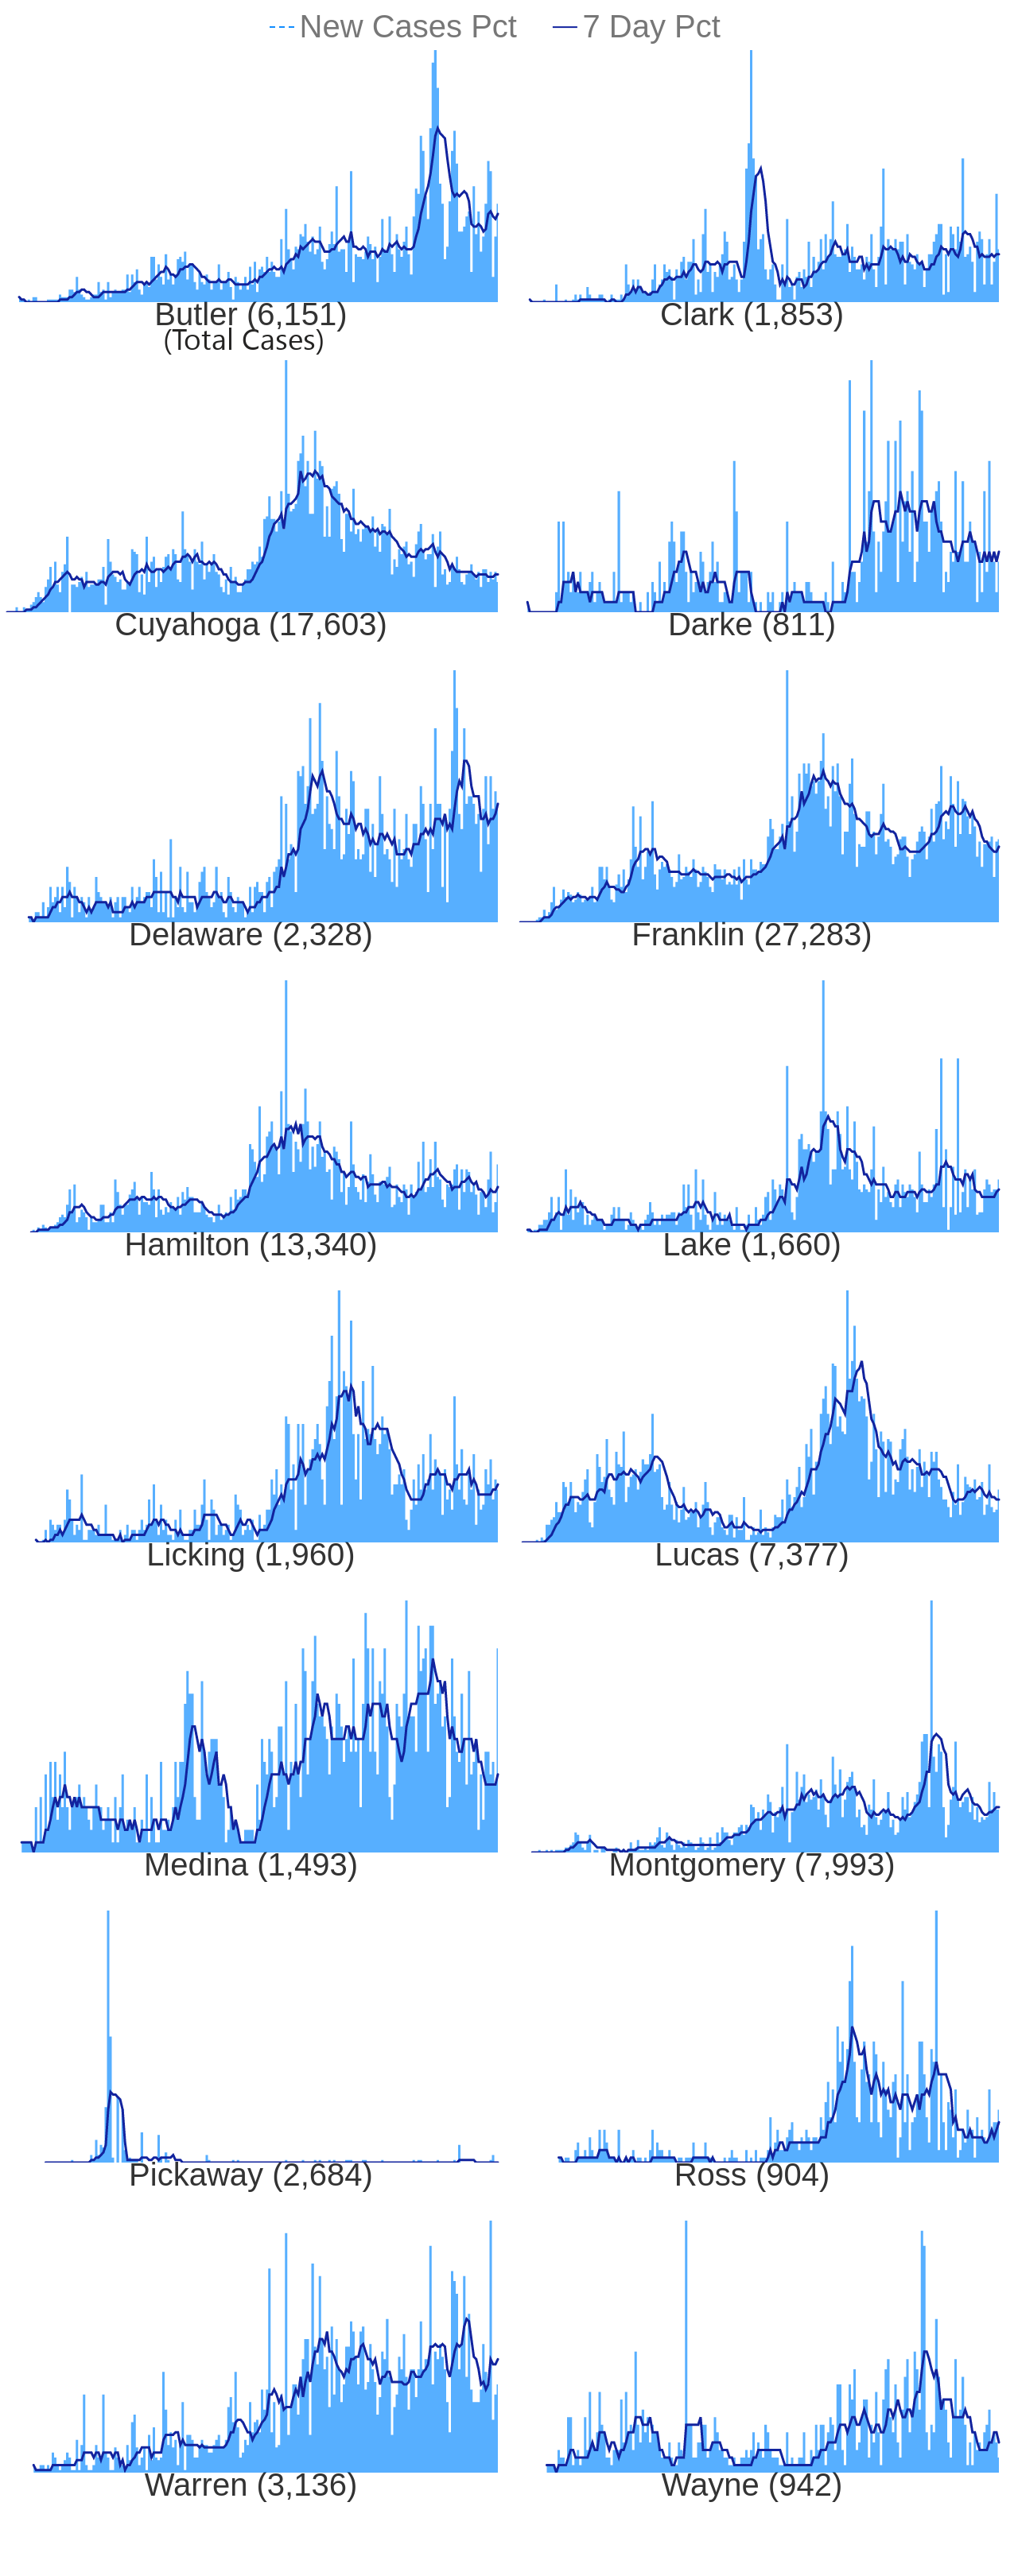 New Cases Pct 7 Day Pct
Butler (6,151) Clark (1,853)
(Total Cases)
Cuyahoga (17,603) Darke (811)
Delaware (2,328) Franklin (27,283)
Hamilton (13,340) Lake (1,660)
Licking (1,960) Lucas (7,377)
Medina (1,493) Montgomery (7,993)
Pickaway (2,684) Ross (904)
Warren (3,136) Wayne (942)